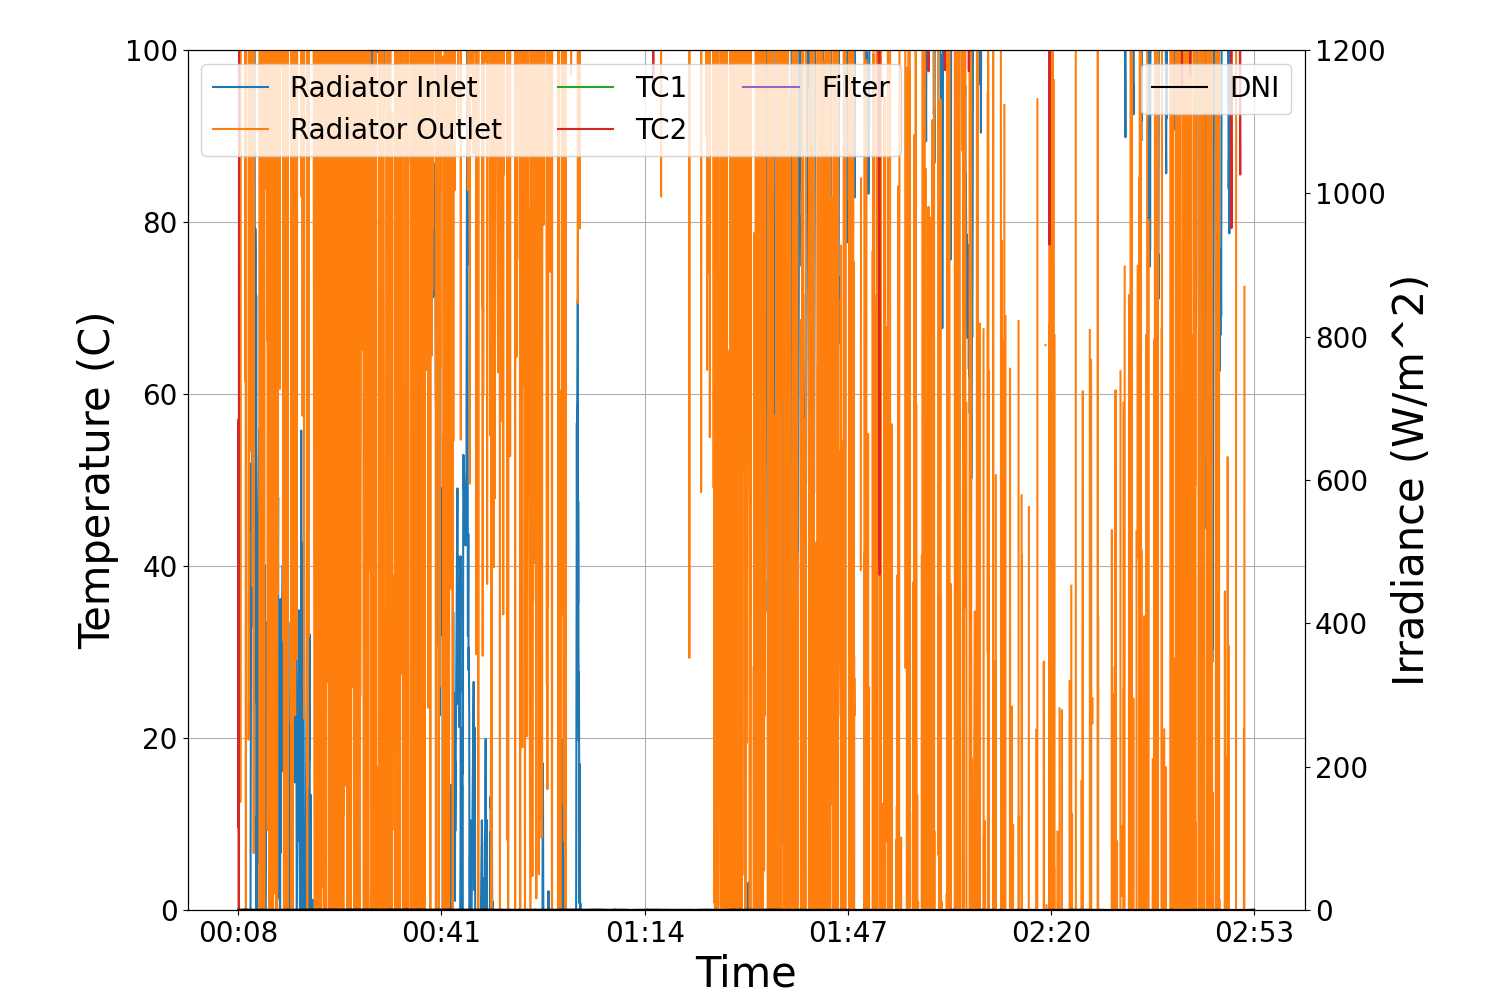 100
80
60
40
20
0
Temperature (C)
Radiator Inlet
Radiator Outlet
TC1
TC2
Filter
DNI
1200
1000
800
600
400
200
0
Irradiance (W/m^2)
00:08
00:41
01:14
01:47
02:20
02:53
Time